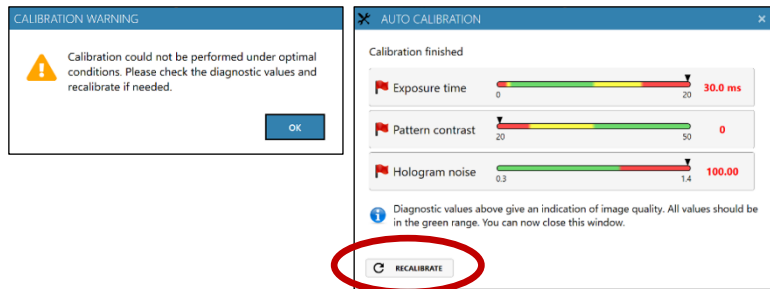 CALIBRATION WARNING
Calibration could not be performed under optimal
conditions. Please check the diagnostic values and
recalibrate if needed.
OK
AUTO CALIBRATION
Calibration finished
Exposure time
0
20
30.0 ms
Pattern contrast
20
50
0
Hologram noise
0.3
1.4
100.00
Diagnostic values above give an indication of image quality. All values should be
in the green range. You can now close this window.
RECALIBRATE